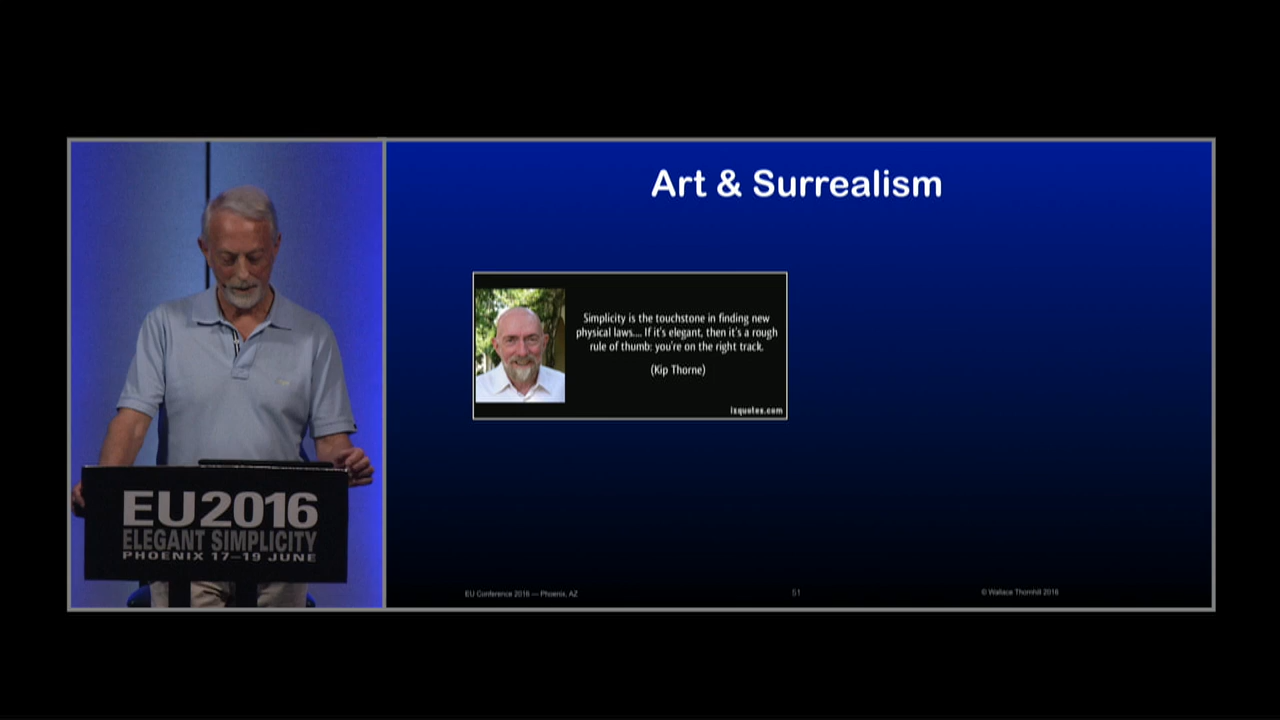 Art & Surrealism
Simplicity is the touchstone in finding new
physical laws.... If it's elegant, then it's a rough
rule of thumb: you're on the right track.
(Kip Thorne)
izquotes.com
EU2016
ELEGANT SIMPLICITY
PHOENIX 17–19 JUNE
EU Conference 2016 — Phoenix, AZ
51
© Wallace Thornhill 2016